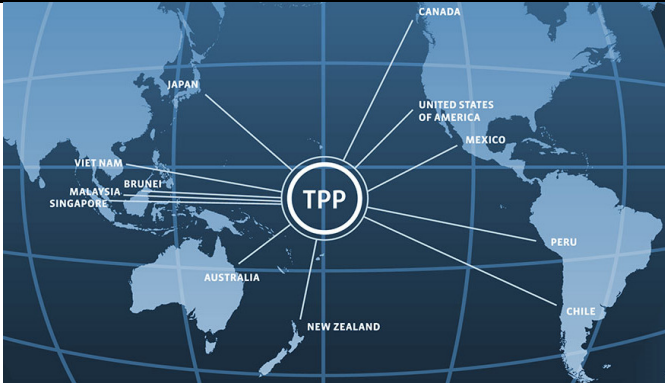 CANADA
JAPAN
UNITED STATES
OF AMERICA
MEXICO
VIET NAM
BRUNEI
MALAYSIA
SINGAPORE
TPP
PERU
AUSTRALIA
CHILE
NEW ZEALAND